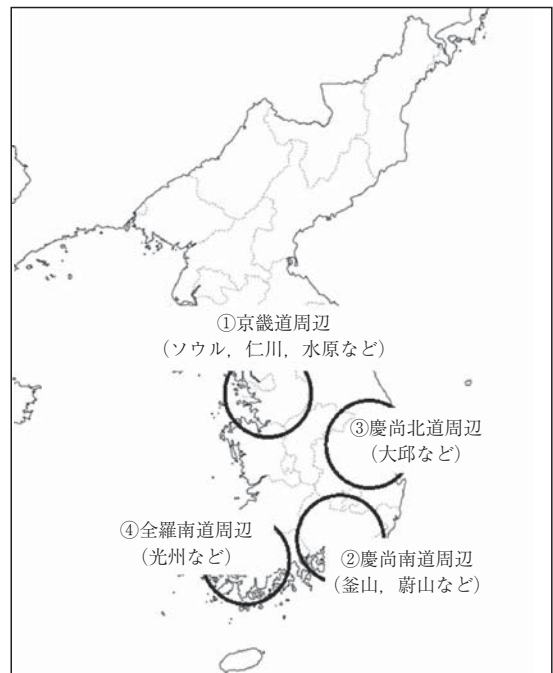 ①京畿道周辺
（ソウル，仁川，水原など）
③慶尚北道周辺
（大邱など）
④全羅南道周辺
（光州など）
②慶尚南道周辺
（釜山，蔚山など）